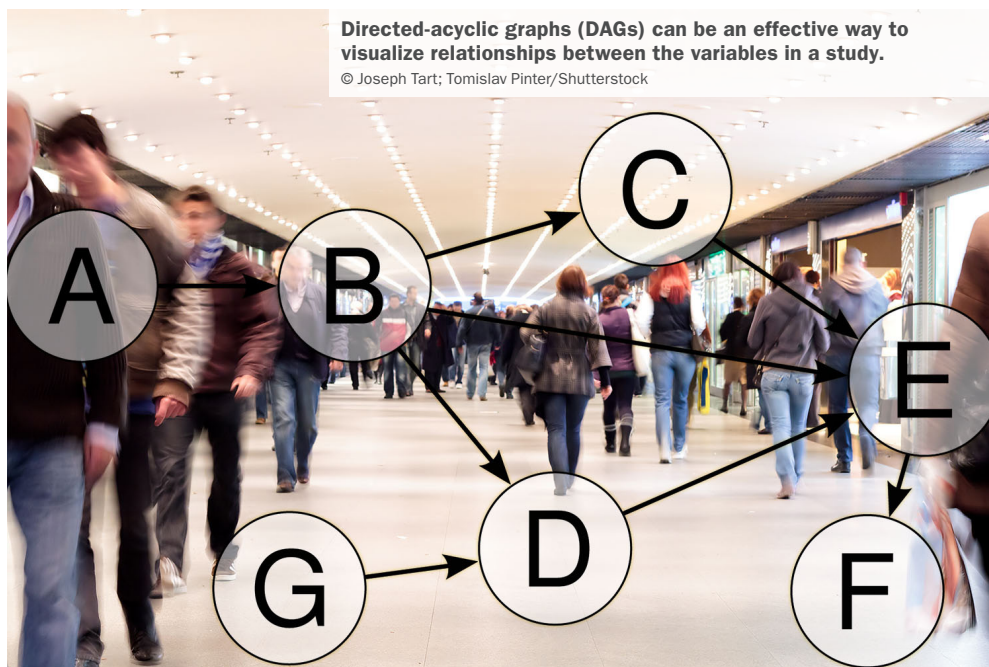 Directed-acyclic graphs (DAGs) can be an effective way to
visualize relationships between the variables in a study.
© Joseph Tart; Tomislav Pinter/Shutterstock
C
A
B
E
D
G
F